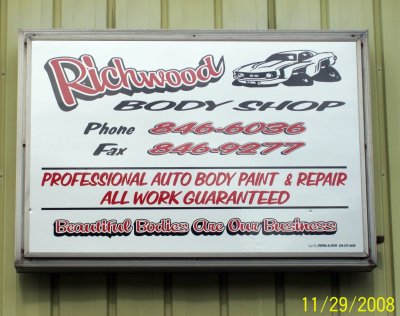 Richwood
BODY SHOP
Phone 846-6036
Fax 846-9277
PROFESSIONAL AUTO BODY PAINT & REPAIR
ALL WORK GUARANTEED
Beautiful Bodies Are Our Business
11/29/2008